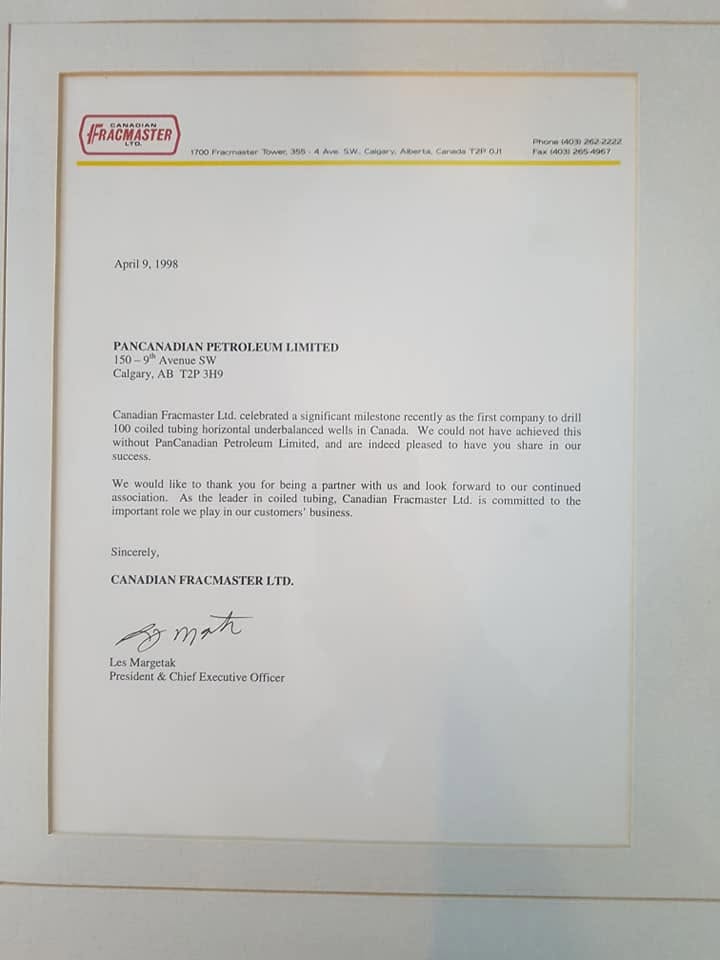 CANADIAN
FRACMASTER
LTD.
1700 Fracmaster Tower, 355 - 4 Ave. S.W., Calgary, Alberta, Canada T2P 0J1
Phone (403) 262-2222
Fax (403) 265-4967
April 9, 1998
PANCANADIAN PETROLEUM LIMITED
150 – 9th Avenue SW
Calgary, AB T2P 3H9
Canadian Fracmaster Ltd. celebrated a significant milestone recently as the first company to drill
100 coiled tubing horizontal underbalanced wells in Canada. We could not have achieved this
without PanCanadian Petroleum Limited, and are indeed pleased to have you share in our
success.
We would like to thank you for being a partner with us and look forward to our continued
association. As the leader in coiled tubing, Canadian Fracmaster Ltd. is committed to the
important role we play in our customers' business.
Sincerely,
CANADIAN FRACMASTER LTD.
Les Margetak
President & Chief Executive Officer